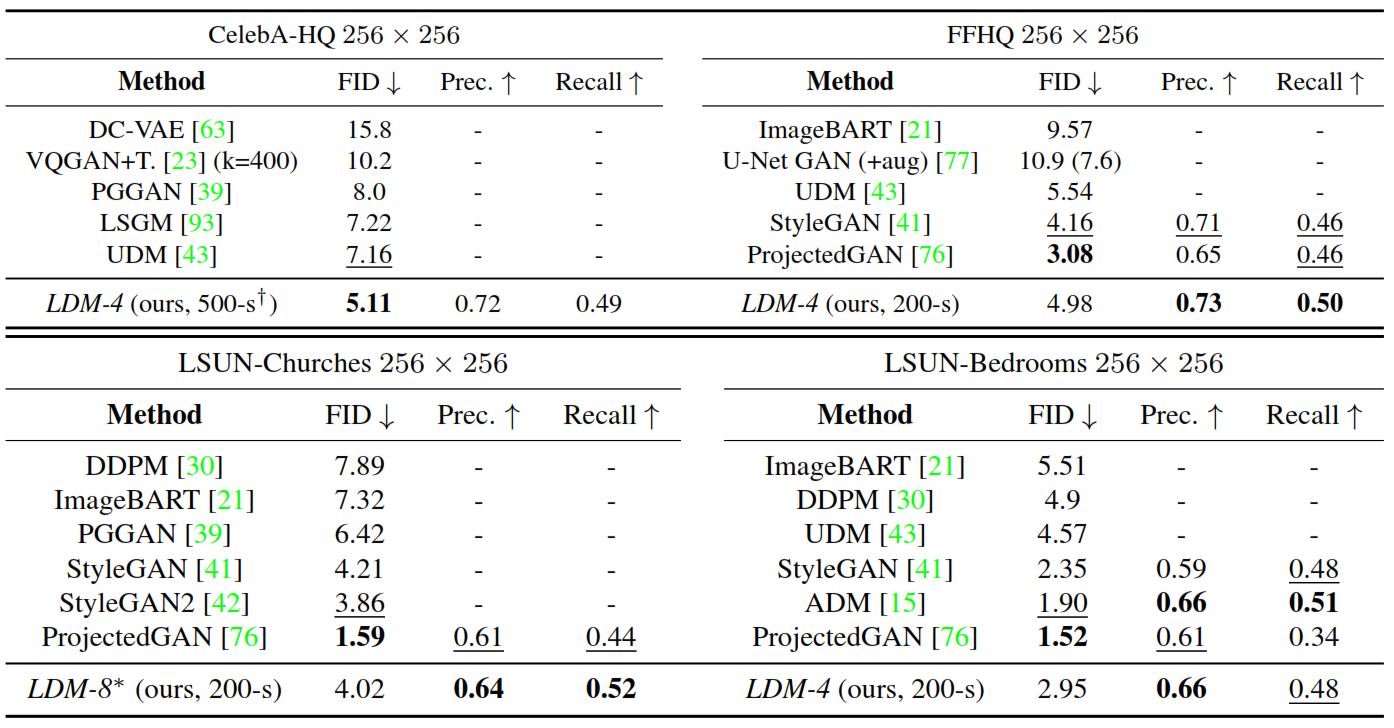 CelebA-HQ 256 × 256
Method FID ↓ Prec. ↑ Recall ↑
DC-VAE [63] 15.8 - -
VQGAN+T. [23] (k=400) 10.2 - -
PGGAN [39] 8.0 - -
LSGM [93] 7.22 - -
UDM [43] 7.16 - -
LDM-4 (ours, 500-s†) 5.11 0.72 0.49
FFHQ 256 × 256
Method FID ↓ Prec. ↑ Recall ↑
ImageBART [21] 9.57 - -
U-Net GAN (+aug) [77] 10.9 (7.6) - -
UDM [43] 5.54 - -
StyleGAN [41] 4.16 0.71 0.46
ProjectedGAN [76] 3.08 0.65 0.46
LDM-4 (ours, 200-s) 4.98 0.73 0.50
LSUN-Churches 256 × 256
Method FID ↓ Prec. ↑ Recall ↑
DDPM [30] 7.89 - -
ImageBART [21] 7.32 - -
PGGAN [39] 6.42 - -
StyleGAN [41] 4.21 - -
StyleGAN2 [42] 3.86 - -
ProjectedGAN [76] 1.59 0.61 0.44
LDM-8* (ours, 200-s) 4.02 0.64 0.52
LSUN-Bedrooms 256 × 256
Method FID ↓ Prec. ↑ Recall ↑
ImageBART [21] 5.51 - -
DDPM [30] 4.9 - -
UDM [43] 4.57 - -
StyleGAN [41] 2.35 0.59 0.48
ADM [15] 1.90 0.66 0.51
ProjectedGAN [76] 1.52 0.61 0.34
LDM-4 (ours, 200-s) 2.95 0.66 0.48